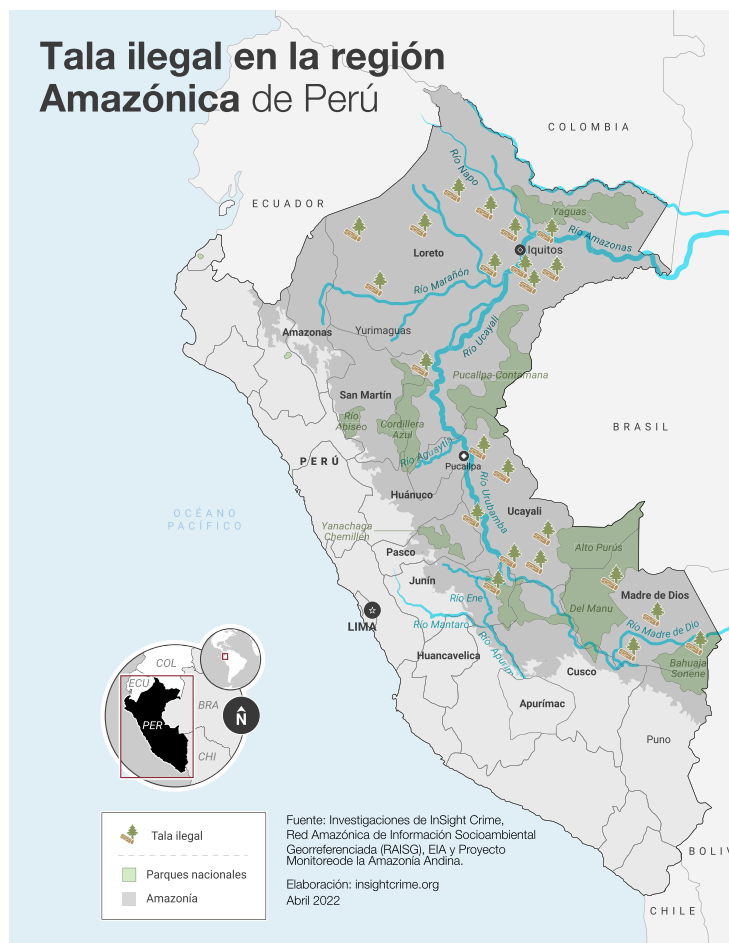 Tala ilegal en la región
Amazónica de Perú
COLOMBIA
ECUADOR
Río Napo
Yaguas
Río Amazonas
Iquitos
Loreto
Río Marañón
Amazonas
Yurimaguas
Río Ucayali
Pucallpa-Contamana
San Martín
Río
Abiseo
Cordillera
Azul
BRASIL
PERÚ
Río Aguaytía
Pucallpa
OCÉANO
PACÍFICO
Huánuco
Río Urubamba
Ucayali
Yanachaga
Chemillén
Alto Purús
Pasco
Junín
Madre de Dios
Río Ene
Del Manu
LIMA
Río Mantaro
Río Madre de Dio
Río Apurip
Huancavelica
Bahuaja
Sonene
Cusco
Apurímac
Puno
COL
ECU
BRA
PER
N
CHI
Tala ilegal
Parques nacionales
Amazonía
Fuente: Investigaciones de InSight Crime,
Red Amazónica de Información Socioambiental
Georreferenciada (RAISG), EIA y Proyecto
Monitoreode la Amazonía Andina.
Elaboración: insightcrime.org
Abril 2022
BOLIV
CHILE